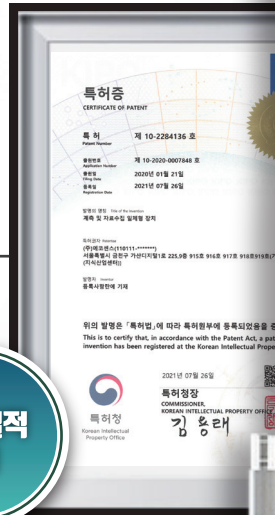 특허증
CERTIFICATE OF PATENT
특 허 제 10-2284136 호
Patent Number
출원번호 제 10-2020-0007848 호
Application Number
출원일 2020년 01월 21일
Filing Date
등록일 2021년 07월 26일
Registration Date
발명의 명칭 Title of the Invention
계측 및 자료수집 일체형 장치
특허권자 Patentee
(주)에코센스(110111-*******)
서울특별시 금천구 가산디지털1로 225,9층 915호 916호 917호 918호919호(가
(지식산업센터))
발명자 Inventor
등록사항란에 기재
위의 발명은 「특허법」에 따라 특허원부에 등록되었음을 증
This is to certify that, in accordance with the Patent Act, a pat
invention has been registered at the Korean Intellectual Prope
2021년 07월 26일
특허청장
COMMISSIONER,
KOREAN INTELLECTUAL PROPERTY OFFICE
김용래
특허청
Korean Intellectual
Property Office
적